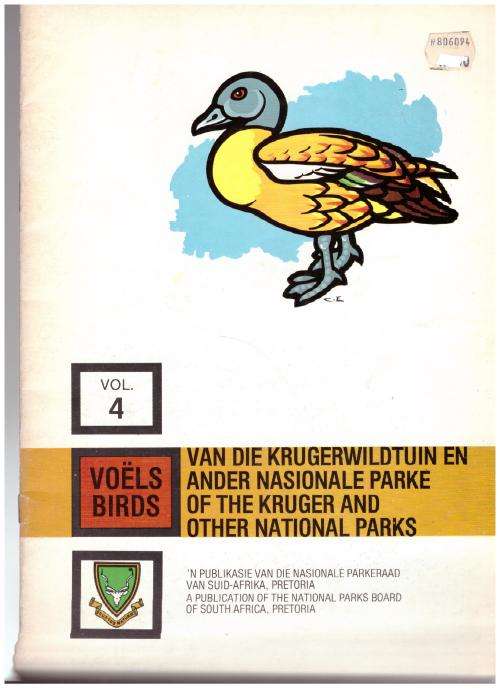 #806094
C.E
VOL.
4
VOËLS
BIRDS
VAN DIE KRUGERWILDTUIN EN
ANDER NASIONALE PARKE
OF THE KRUGER AND
OTHER NATIONAL PARKS
'N PUBLIKASIE VAN DIE NASIONALE PARKERAAD
VAN SUID-AFRIKA, PRETORIA
A PUBLICATION OF THE NATIONAL PARKS BOARD
OF SOUTH AFRICA, PRETORIA